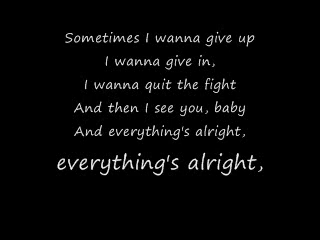 Sometimes I wanna give up
I wanna give in,
I wanna quit the fight
And then I see you, baby
And everything's alright,
everything's alright,